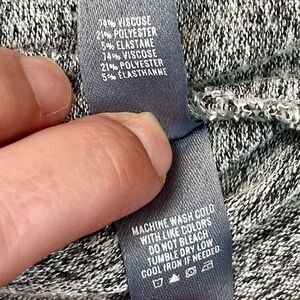 74% VISCOSE
21% POLYESTER
5% ELASTANE
74% VISCOSE
21% POLYESTER
5% ÉLASTHANNE
MACHINE WASH COLD
WITH LIKE COLORS
DO NOT BLEACH
TUMBLE DRY LOW
COOL IRON IF NEEDED